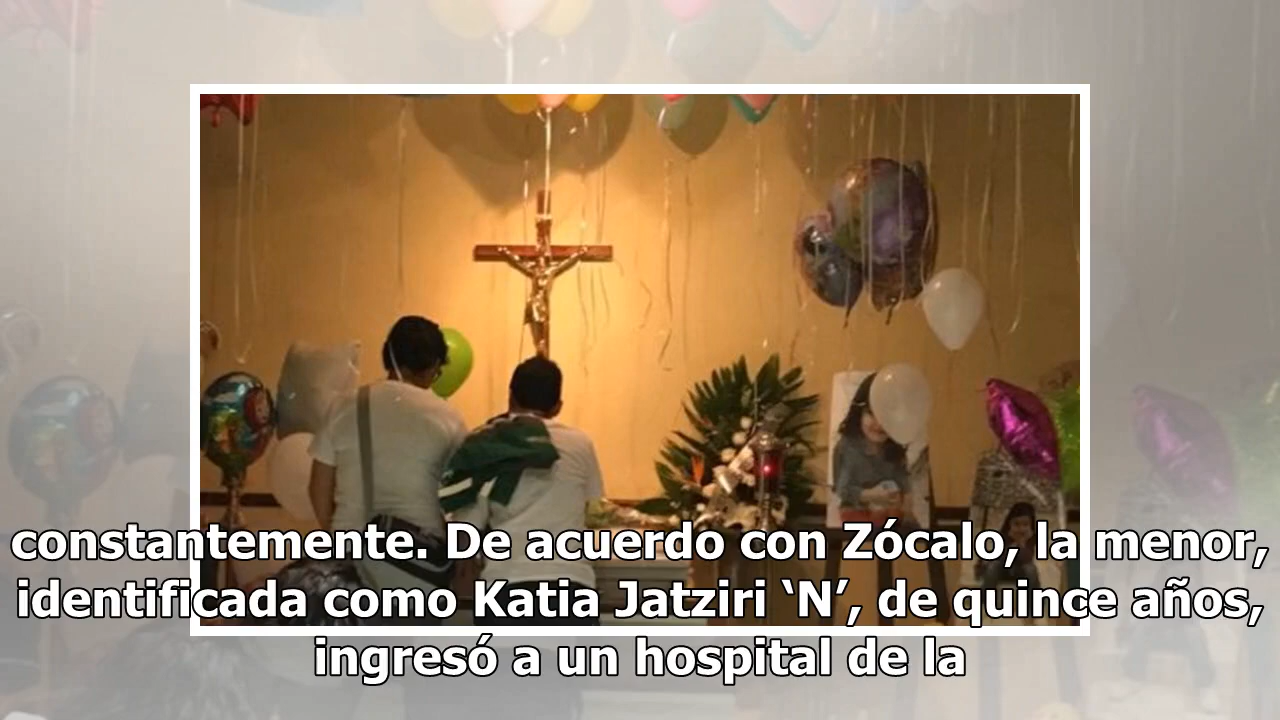 constantemente. De acuerdo con Zócalo, la menor,
identificada como Katia Jatziri ‘N’, de quince años,
ingresó a un hospital de la